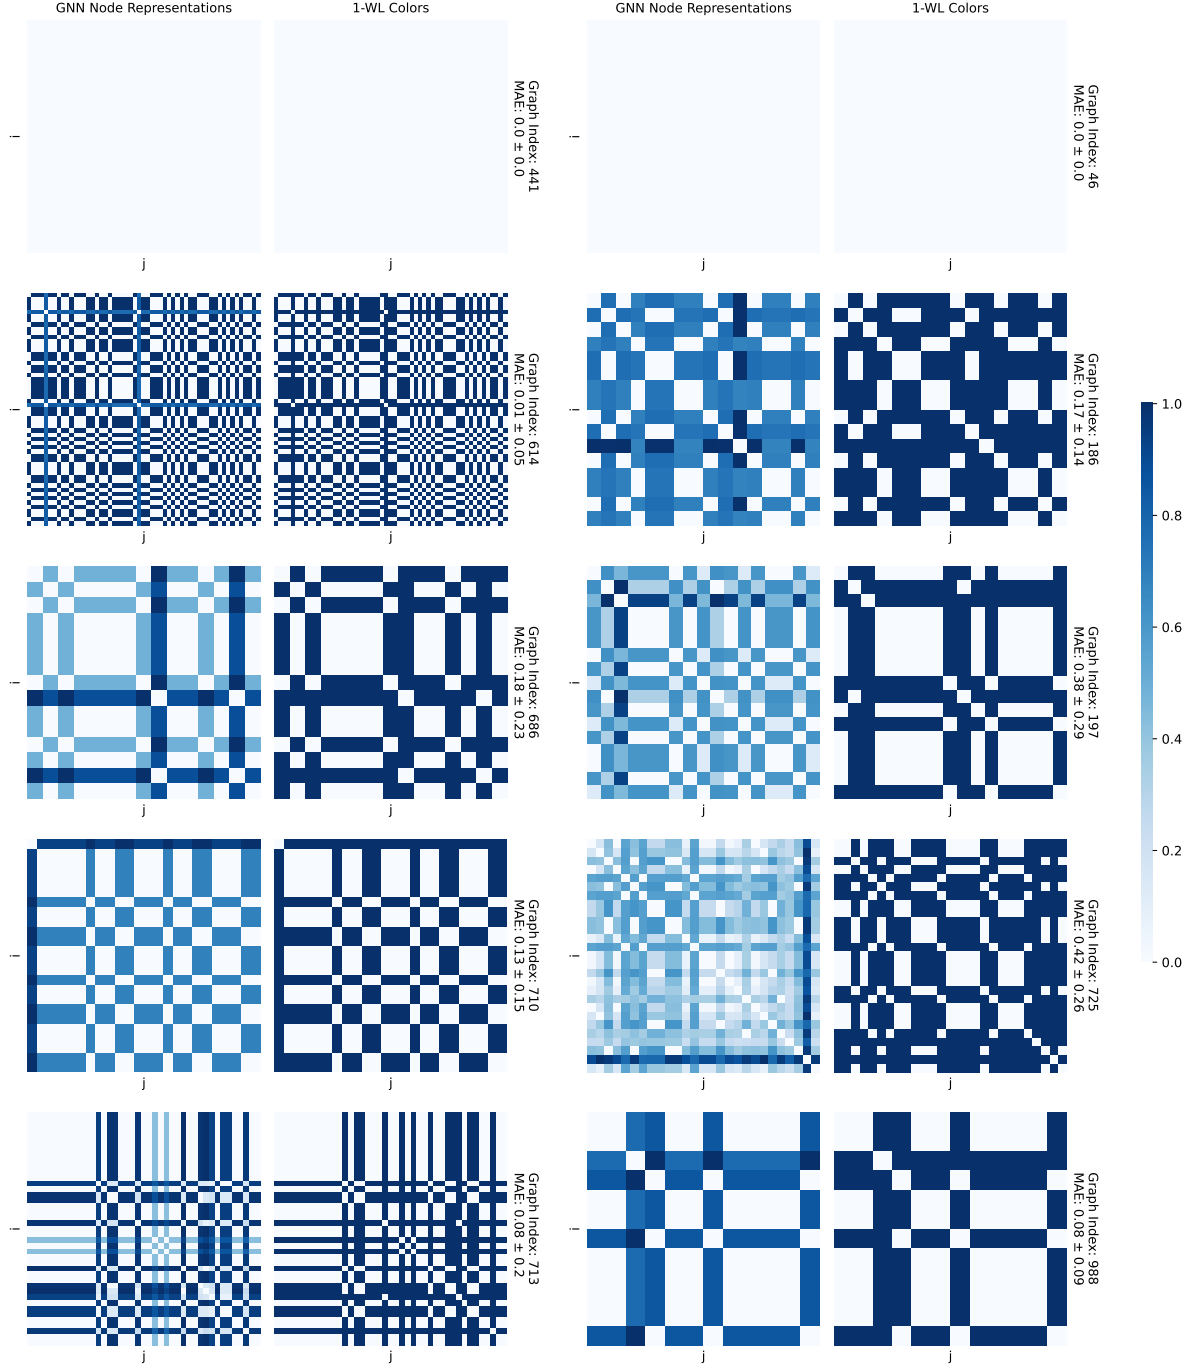 GNN Node Representations
1-WL Colors
GNN Node Representations
1-WL Colors
i
j
j
Graph Index: 441
MAE: 0.0 ± 0.0
i
j
j
Graph Index: 46
MAE: 0.0 ± 0.0
i
j
j
Graph Index: 614
MAE: 0.01 ± 0.05
i
j
j
Graph Index: 186
MAE: 0.17 ± 0.14
i
j
j
Graph Index: 686
MAE: 0.18 ± 0.23
i
j
j
Graph Index: 197
MAE: 0.38 ± 0.29
i
j
j
Graph Index: 710
MAE: 0.13 ± 0.15
i
j
j
Graph Index: 725
MAE: 0.42 ± 0.26
i
j
j
Graph Index: 713
MAE: 0.08 ± 0.2
i
j
j
Graph Index: 988
MAE: 0.08 ± 0.09
1.0
0.8
0.6
0.4
0.2
0.0